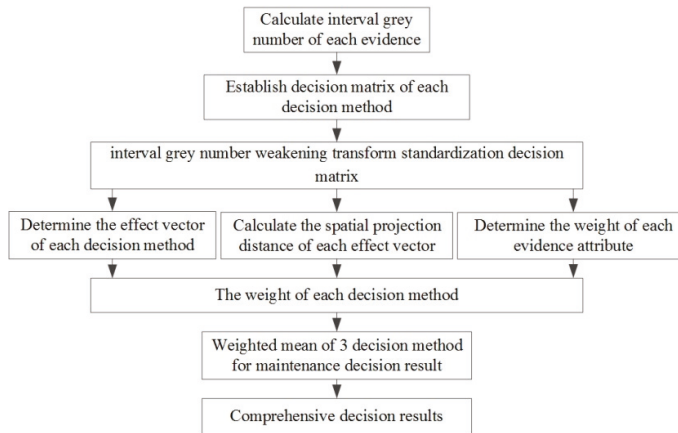 Calculate interval grey
number of each evidence
Establish decision matrix of each
decision method
interval grey number weakening transform standardization decision
matrix
Determine the effect vector
of each decision method
Calculate the spatial projection
distance of each effect vector
Determine the weight of each
evidence attribute
The weight of each decision method
Weighted mean of 3 decision method
for maintenance decision result
Comprehensive decision results